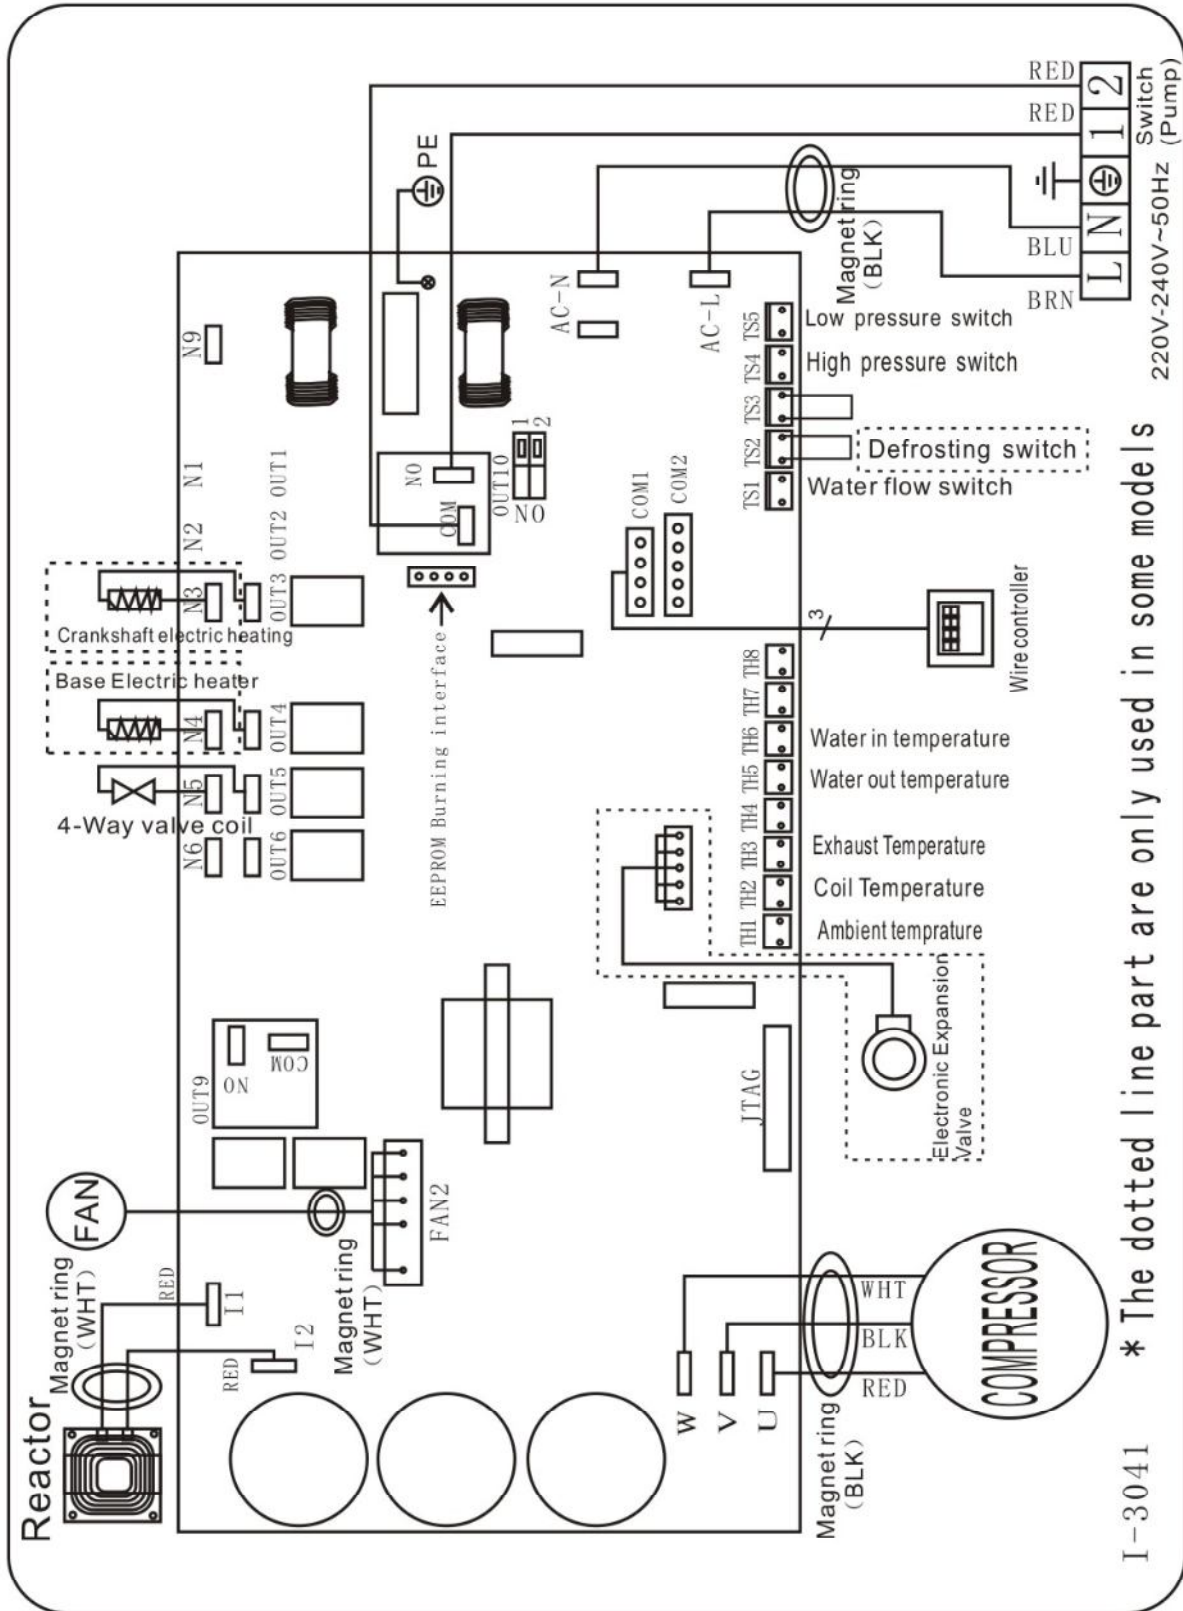 RED
RED
BLU
BRN
2
1
N
L
Switch
(Pump)
220V-240V~50Hz
PE
Magnet ring
(BLK)
AC-N
AC-L
N9
N1
N2
N3
N4
N5
N6
OUT1
OUT2
OUT3
OUT4
OUT5
OUT6
Crankshaft electric heating
Base Electric heater
4-Way valve coil
NO
COM
OUT10
1
2
NO
EEPROM Burning interface
COM1
COM2
TS5
TS4
TS3
TS2
TS1
Low pressure switch
High pressure switch
Defrosting switch
Water flow switch
3
Wire controller
TH8
TH7
TH6
TH5
TH4
TH3
TH2
TH1
Water in temperature
Water out temperature
Exhaust Temperature
Coil Temperature
Ambient temprature
Electronic Expansion
Valve
JTAG
OUT9
NO
COM
FAN
FAN2
Magnet ring
(WHT)
Reactor
Magnet ring
(WHT)
RED
I1
RED
I2
W
V
U
WHT
BLK
RED
Magnet ring
(BLK)
COMPRESSOR
I-3041
* The dotted line part are only used in some models